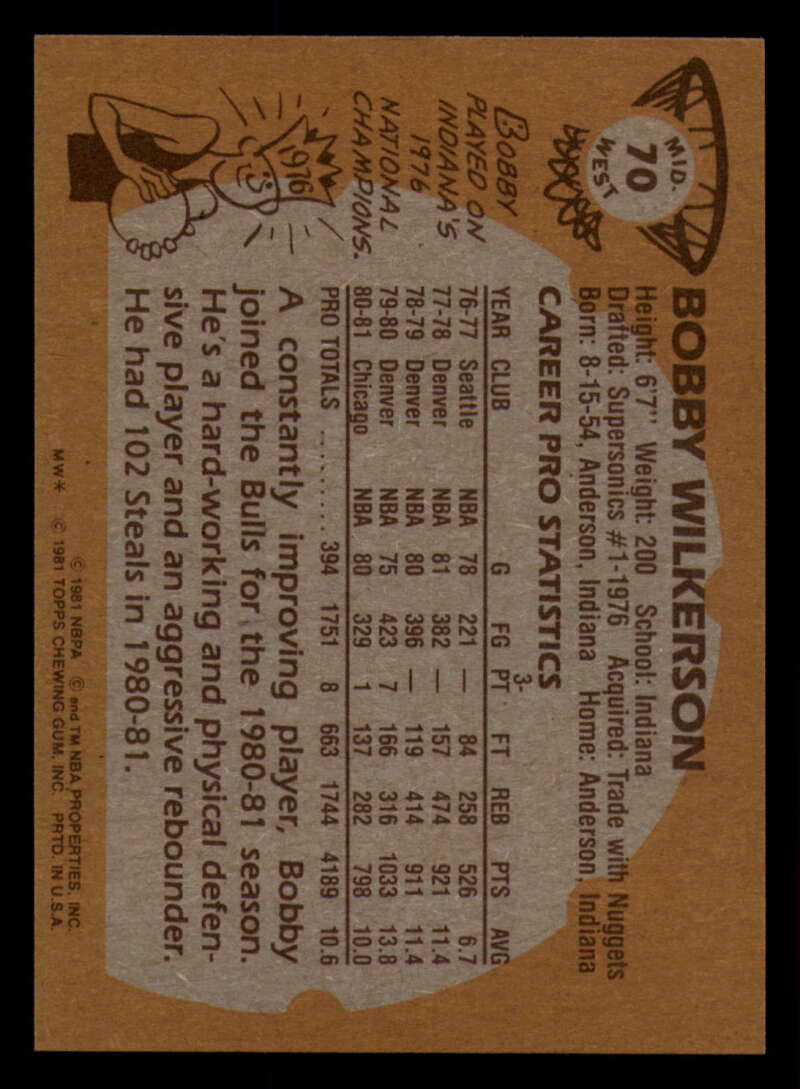 MID.
70
WEST
BOBBY WILKERSON
Height: 6'7" Weight: 200 School: Indiana
Drafted: Supersonics #1-1976 Acquired: Trade with Nuggets
Born: 8-15-54, Anderson, Indiana Home: Anderson, Indiana
CAREER PRO STATISTICS
YEAR CLUB G FG 3-PT FT REB PTS AVG
76-77 Seattle NBA 78 221 — 84 258 526 6.7
77-78 Denver NBA 81 382 — 157 474 921 11.4
78-79 Denver NBA 80 396 — 119 414 911 11.4
79-80 Denver NBA 75 423 7 166 316 1033 13.8
80-81 Chicago NBA 80 329 1 137 282 798 10.0
PRO TOTALS ......... 394 1751 8 663 1744 4189 10.6
BOBBY
PLAYED ON
INDIANA'S
1976
NATIONAL
CHAMPIONS.
1976
A constantly improving player, Bobby
joined the Bulls for the 1980-81 season.
He's a hard-working and physical defen-
sive player and an aggressive rebounder.
He had 102 Steals in 1980-81.
© 1981 NBPA © and TM NBA PROPERTIES, INC.
MW* © 1981 TOPPS CHEWING GUM, INC. PRTD. IN U.S.A.